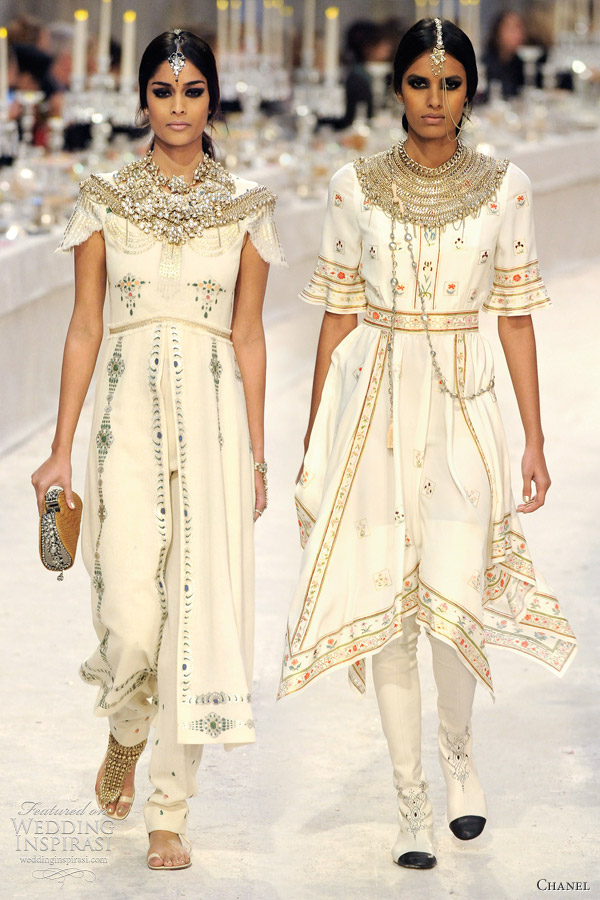 Featured on
WEDDING
INSPIRASI
weddinginspirasi.com
CHANEL